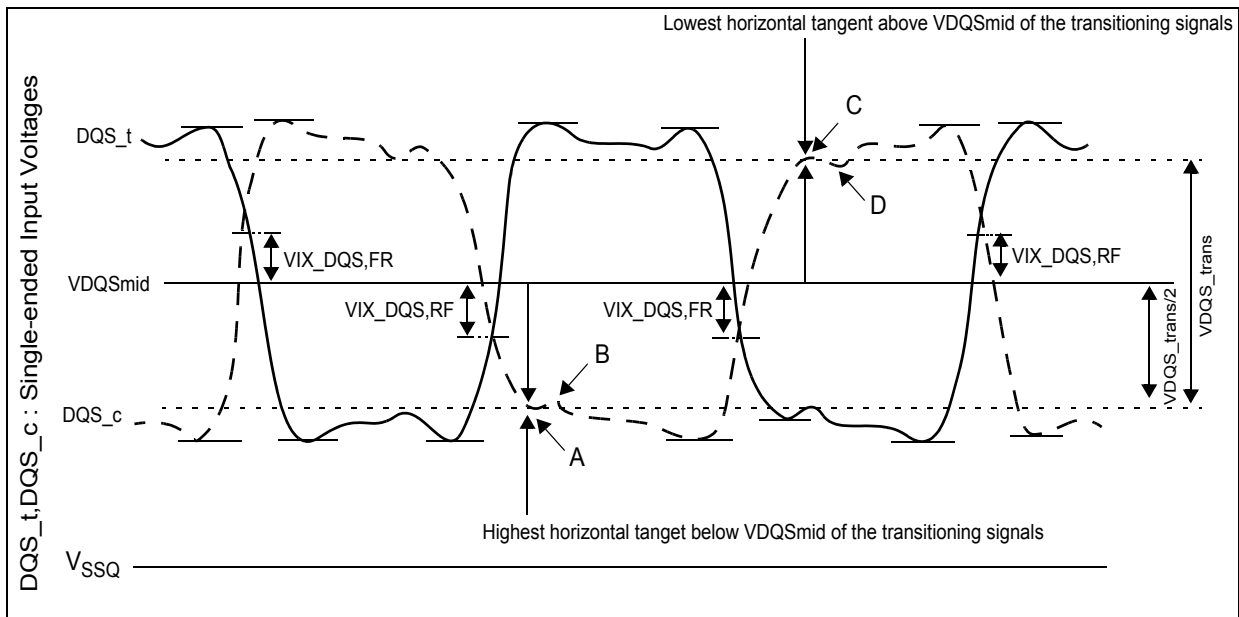 Lowest horizontal tangent above VDQSmid of the transitioning signals
DQS_t,DQS_c : Single-ended Input Voltages
DQS_t
C
D
VIX_DQS,FR
VIX_DQS,RF
VDQS_trans
VDQSmid
VIX_DQS,RF
VIX_DQS,FR
VDQS_trans/2
B
DQS_c
A
Highest horizontal tanget below VDQSmid of the transitioning signals
VSSQ